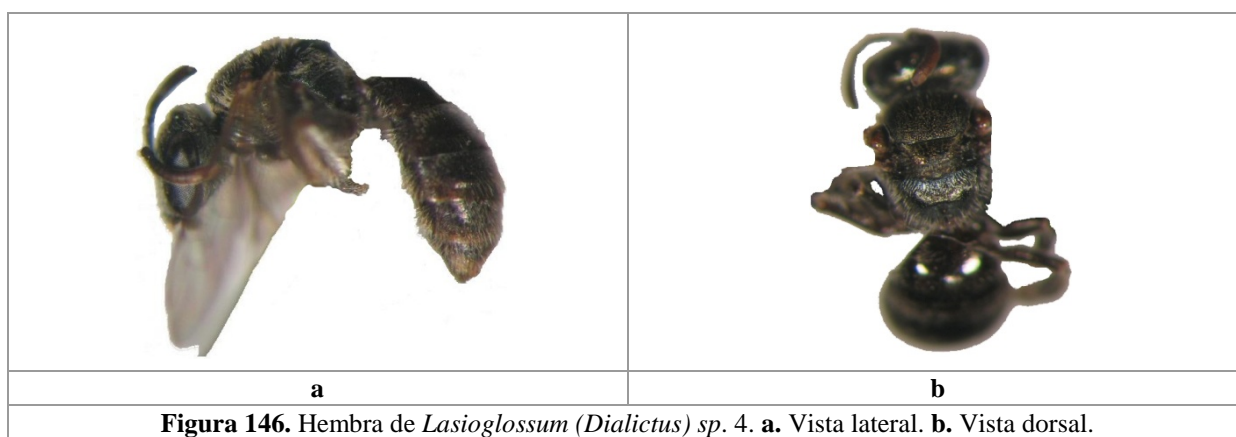 a b
Figura 146. Hembra de Lasioglossum (Dialictus) sp. 4. a. Vista lateral. b. Vista dorsal.